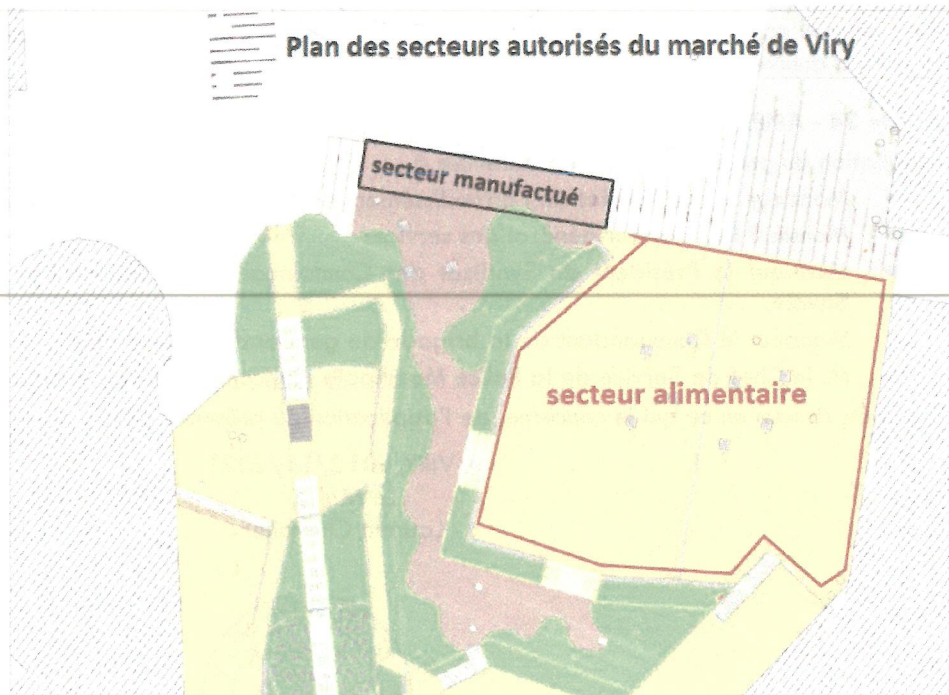 Plan des secteurs autorisés du marché de Viry
secteur manufactué
secteur alimentaire